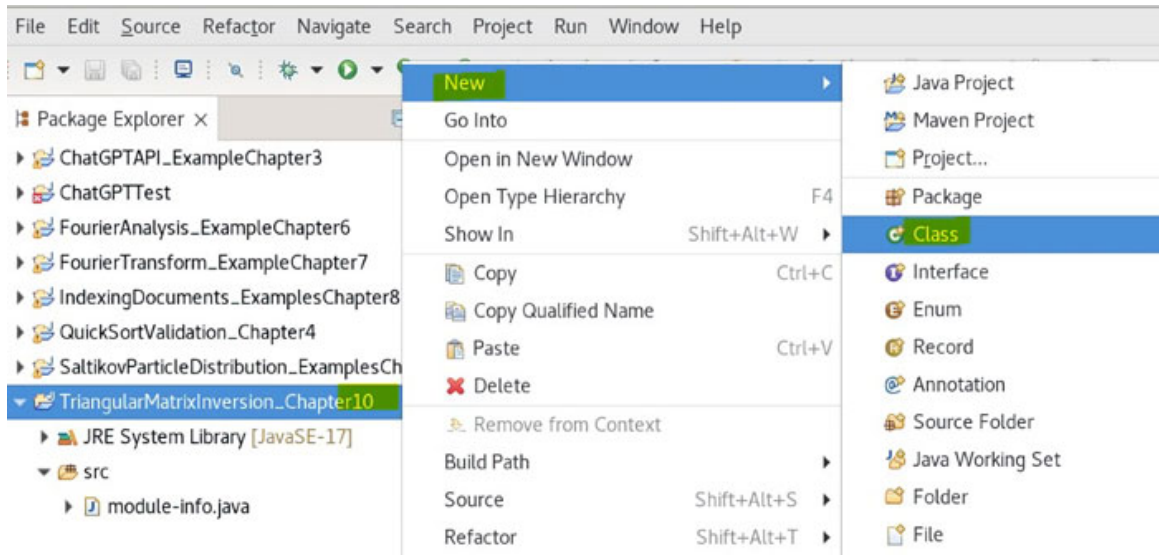 File Edit Source Refactor Navigate Search Project Run Window Help
Package Explorer
ChatGPTAPI_ExampleChapter3
ChatGPTTest
FourierAnalysis_ExampleChapter6
FourierTransform_ExampleChapter7
IndexingDocuments_ExamplesChapter8
QuickSortValidation_Chapter4
SaltikovParticleDistribution_ExamplesCh
TriangularMatrixInversion_Chapter10
JRE System Library [JavaSE-17]
src
module-info.java
New
Go Into
Open in New Window
Open Type Hierarchy F4
Show In Shift+Alt+W
Copy Ctrl+C
Copy Qualified Name
Paste Ctrl+V
Delete
Remove from Context
Build Path
Source Shift+Alt+S
Refactor Shift+Alt+T
Java Project
Maven Project
Project...
Package
Class
Interface
Enum
Record
Annotation
Source Folder
Java Working Set
Folder
File